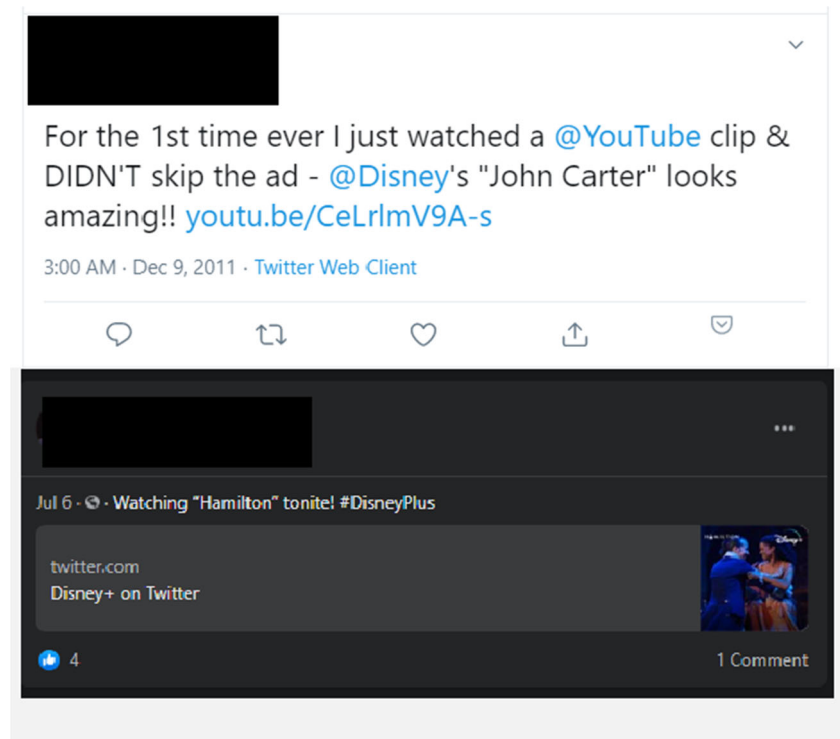 For the 1st time ever I just watched a @YouTube clip &
DIDN'T skip the ad - @Disney's "John Carter" looks
amazing!! youtu.be/CeLrlmV9A-s
3:00 AM · Dec 9, 2011 · Twitter Web Client
Jul 6 · Watching "Hamilton" tonite! #DisneyPlus
twitter.com
Disney+ on Twitter
Disney+
4
1 Comment